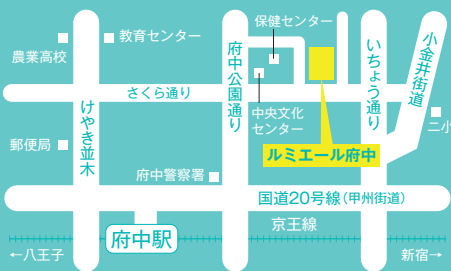 保健センター
教育センター
農業高校
府中公園通り
いちょう通り
小金井街道
さくら通り
けやき並木
中央文化
センター
二小
郵便局
ルミエール府中
府中警察署
国道20号線(甲州街道)
京王線
府中駅
←八王子
新宿→